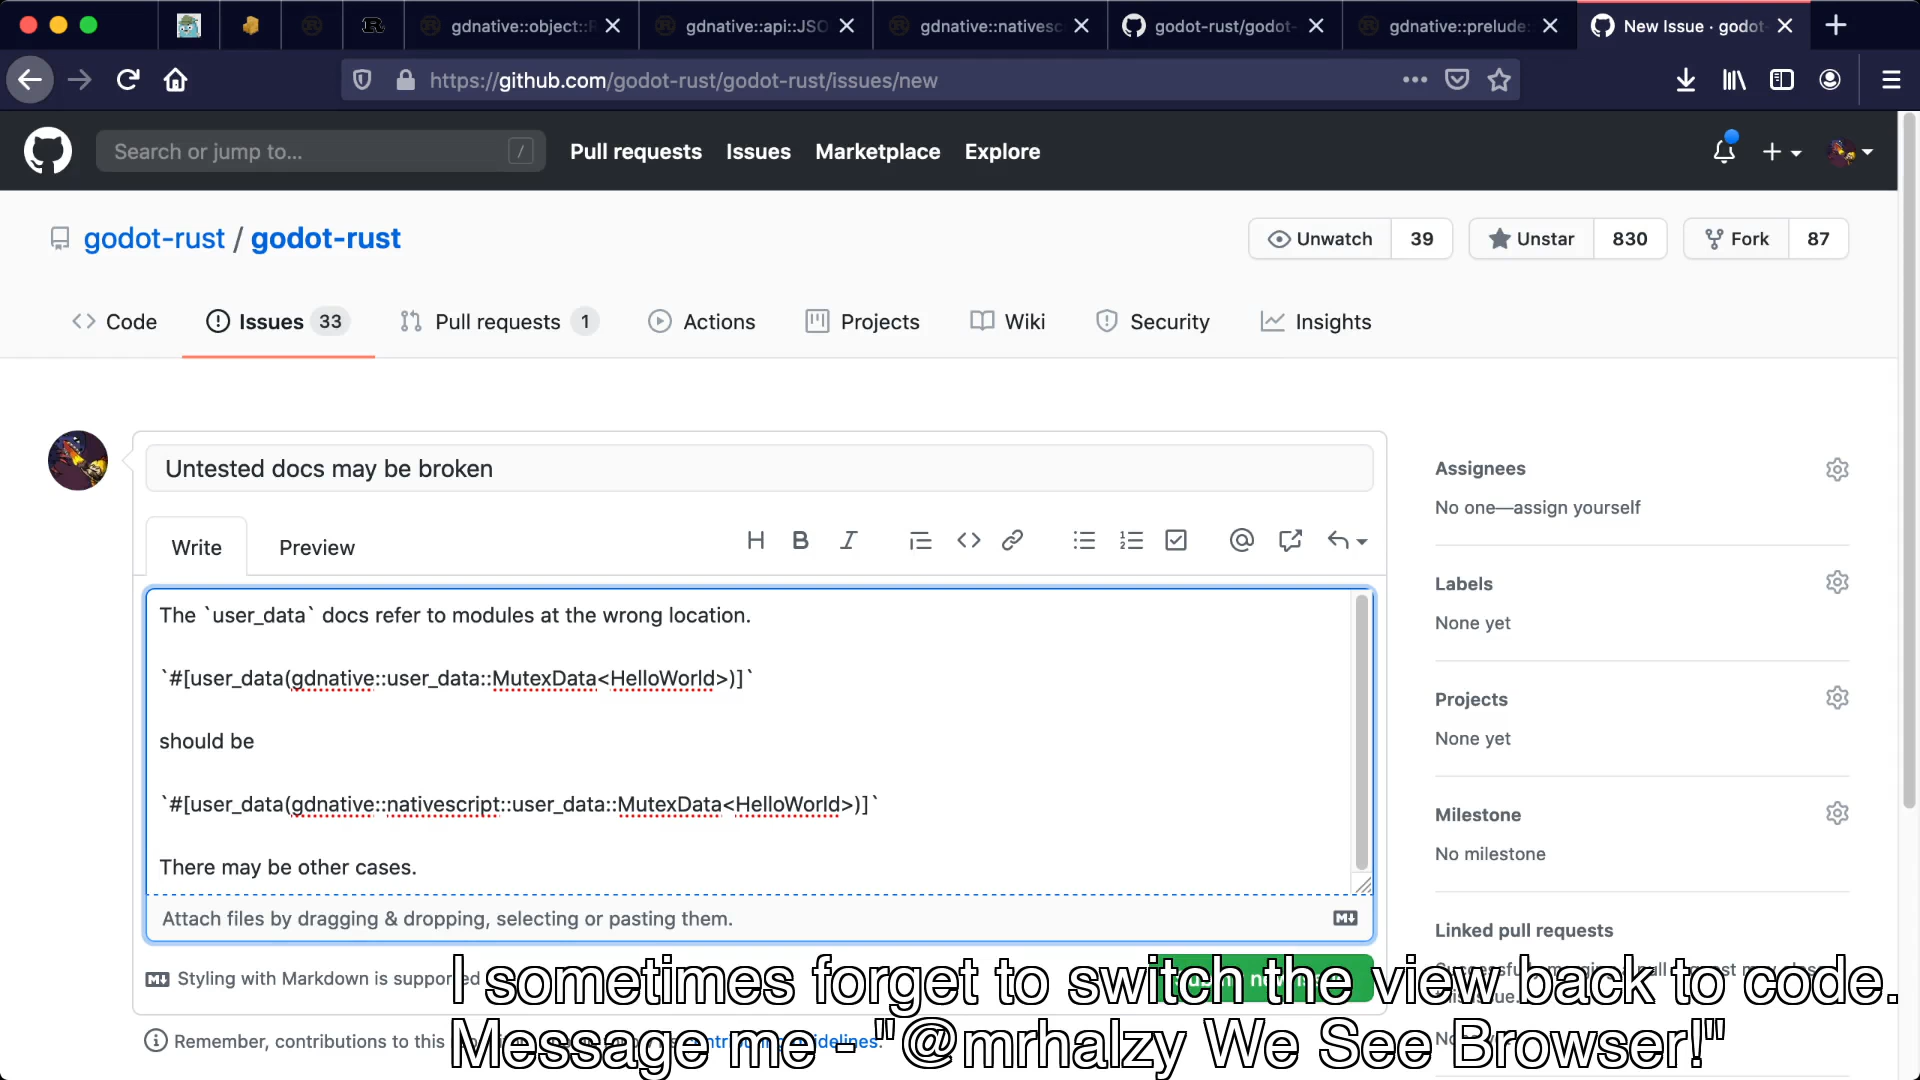 gdnative::object::R
gdnative::api::JSO
gdnative::nativesc
godot-rust/godot-
gdnative::prelude:
New Issue · godot-
https://github.com/godot-rust/godot-rust/issues/new
Search or jump to...
/
Pull requests
Issues
Marketplace
Explore
godot-rust / godot-rust
Unwatch 39
Unstar 830
Fork 87
Code
Issues 33
Pull requests 1
Actions
Projects
Wiki
Security
Insights
Untested docs may be broken
Write
Preview
The `user_data` docs refer to modules at the wrong location.
`#[user_data(gdnative::user_data::MutexData<HelloWorld>)]`
should be
`#[user_data(gdnative::nativescript::user_data::MutexData<HelloWorld>)]`
There may be other cases.
Attach files by dragging & dropping, selecting or pasting them.
Styling with Markdown is supported
Remember, contributions to this
Assignees
No one—assign yourself
Labels
None yet
Projects
None yet
Milestone
No milestone
Linked pull requests
I sometimes forget to switch the view back to code.
Message me - "@mrhalzy We See Browser!"